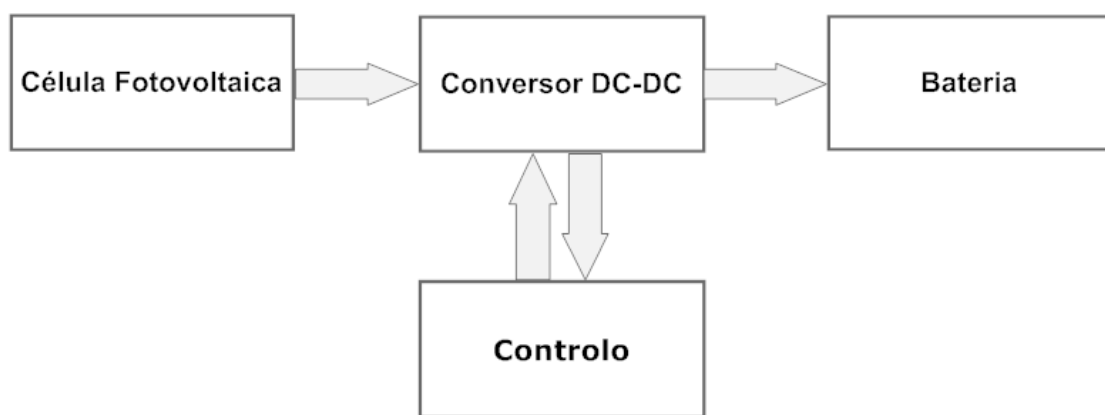 Célula Fotovoltaica
Conversor DC-DC
Bateria
Controlo